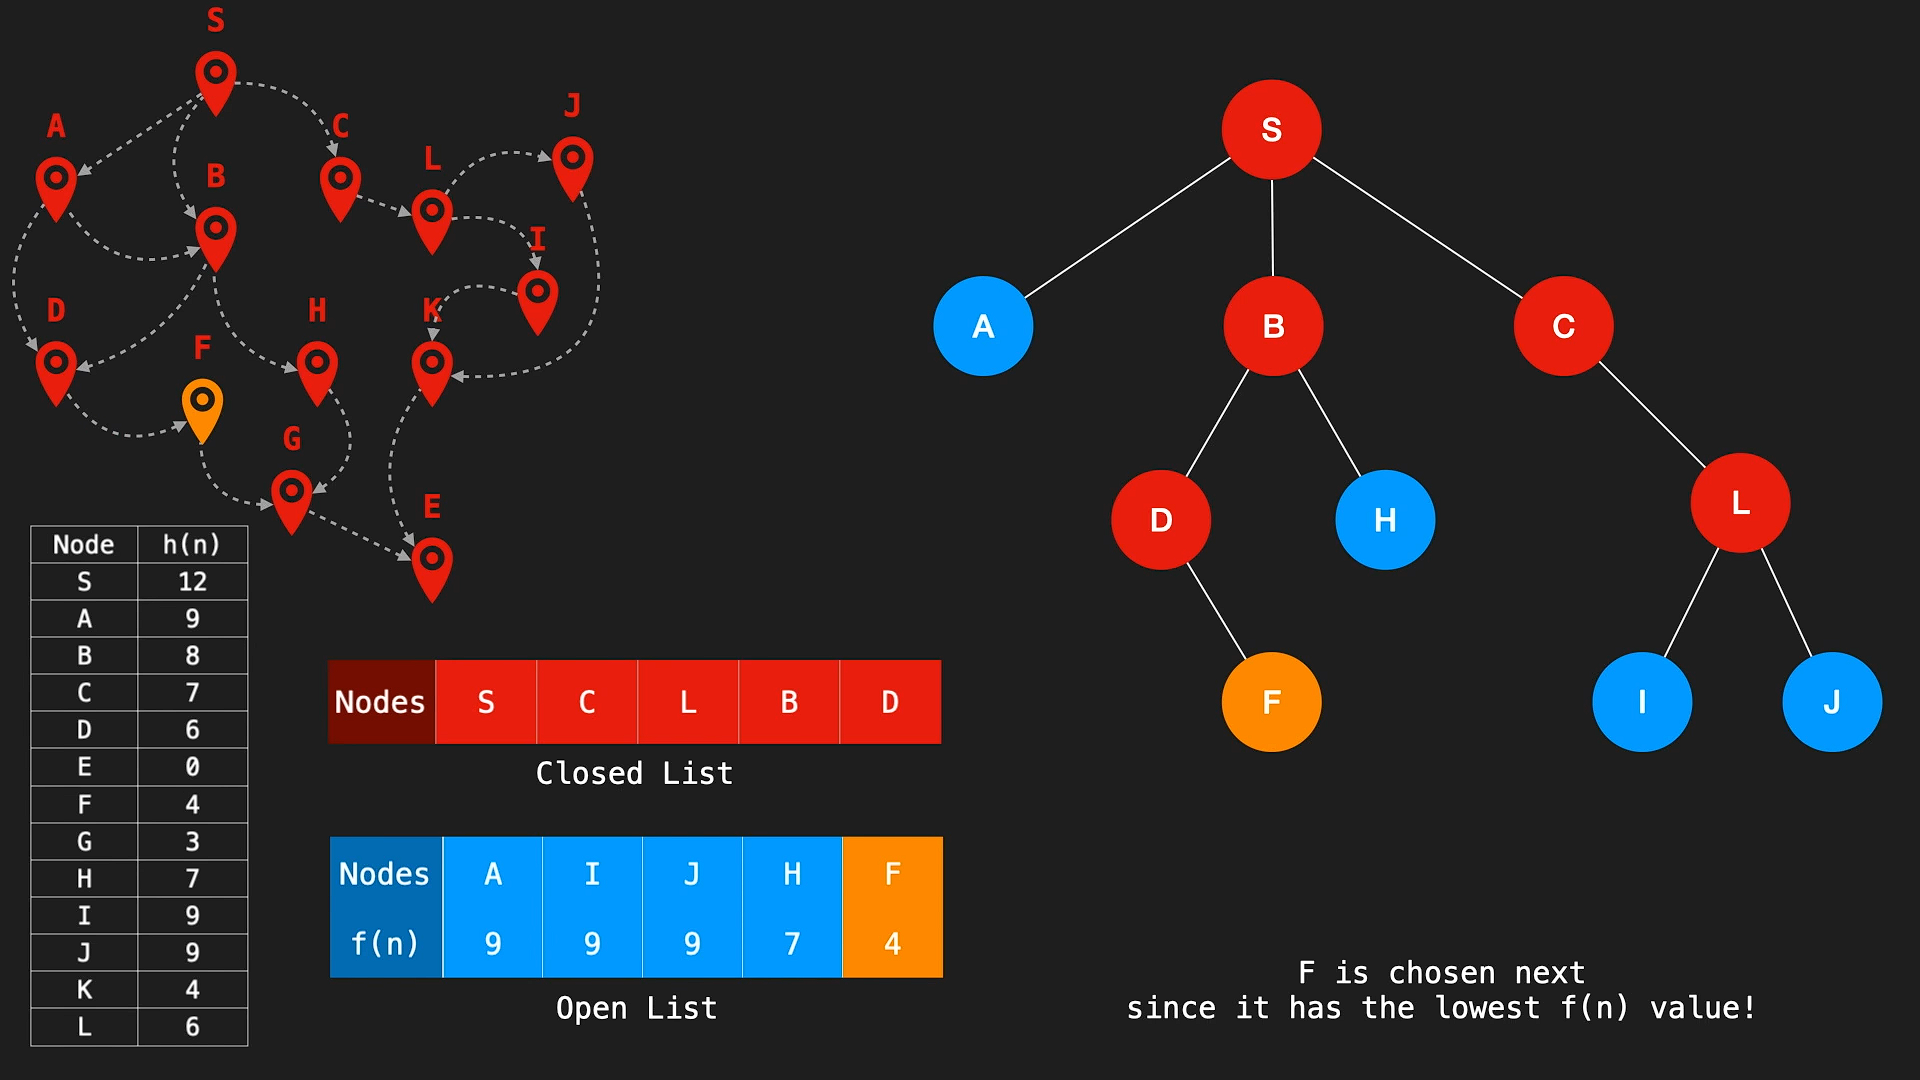 S
A
C
J
L
B
I
D
H
K
F
G
E
Node h(n)
S 12
A 9
B 8
C 7
D 6
E 0
F 4
G 3
H 7
I 9
J 9
K 4
L 6
Nodes S C L B D
Closed List
Nodes A I J H F
f(n) 9 9 9 7 4
Open List
S
A B C
D H L
F I J
F is chosen next
since it has the lowest f(n) value!